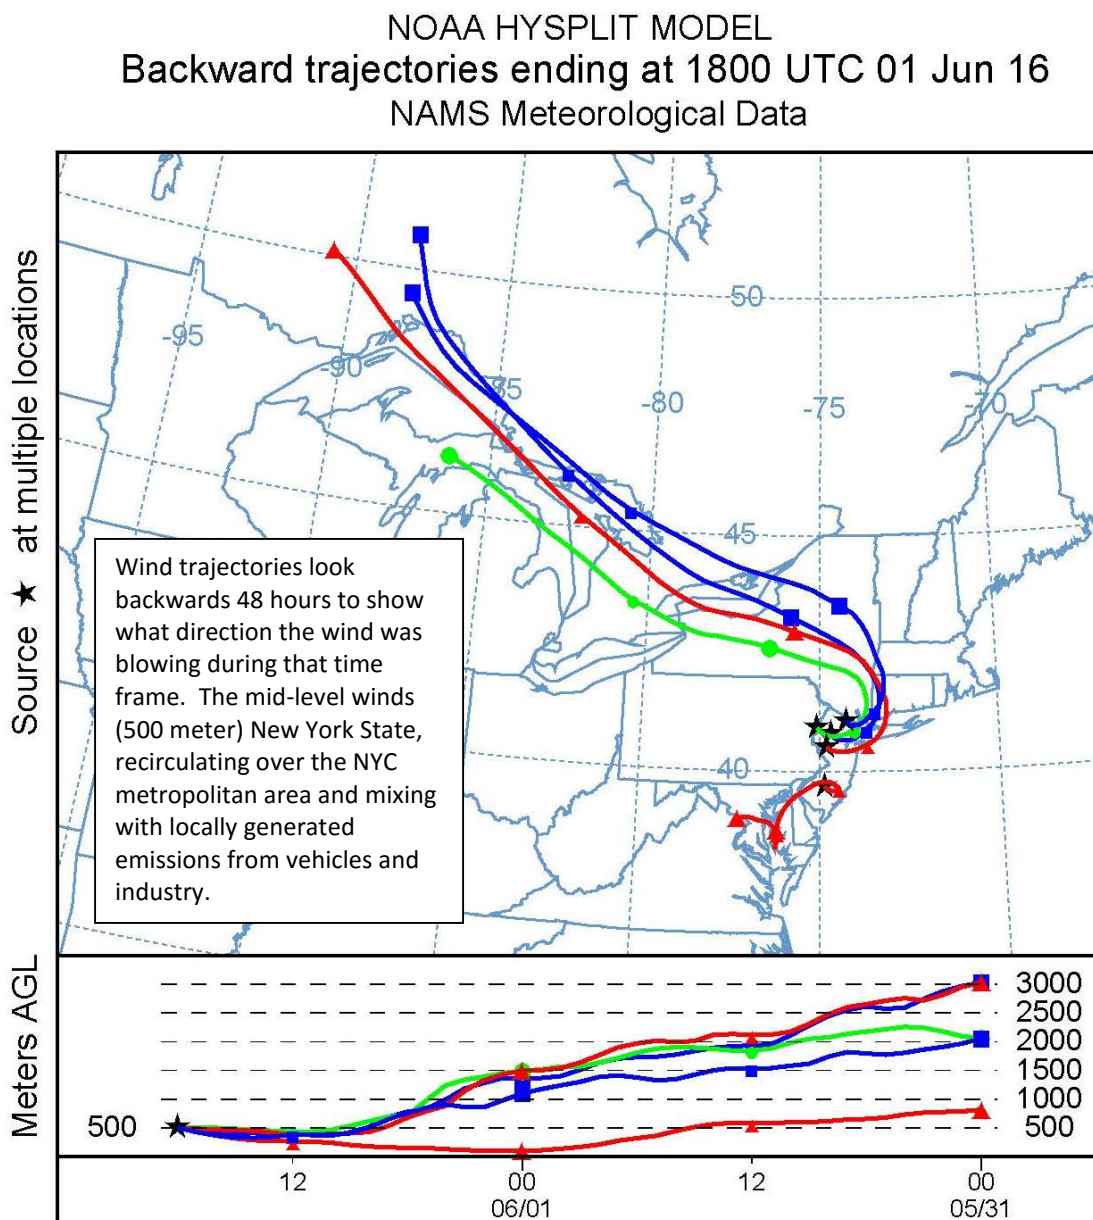 NOAA HYSPLIT MODEL
Backward trajectories ending at 1800 UTC 01 Jun 16
NAMS Meteorological Data
Source ★ at multiple locations
50
-95
-90
-85
-80
-75
-70
45
40
Wind trajectories look
backwards 48 hours to show
what direction the wind was
blowing during that time
frame.  The mid-level winds
(500 meter) New York State,
recirculating over the NYC
metropolitan area and mixing
with locally generated
emissions from vehicles and
industry.
Meters AGL
500
3000
2500
2000
1500
1000
500
12 00 12 00
06/01 05/31